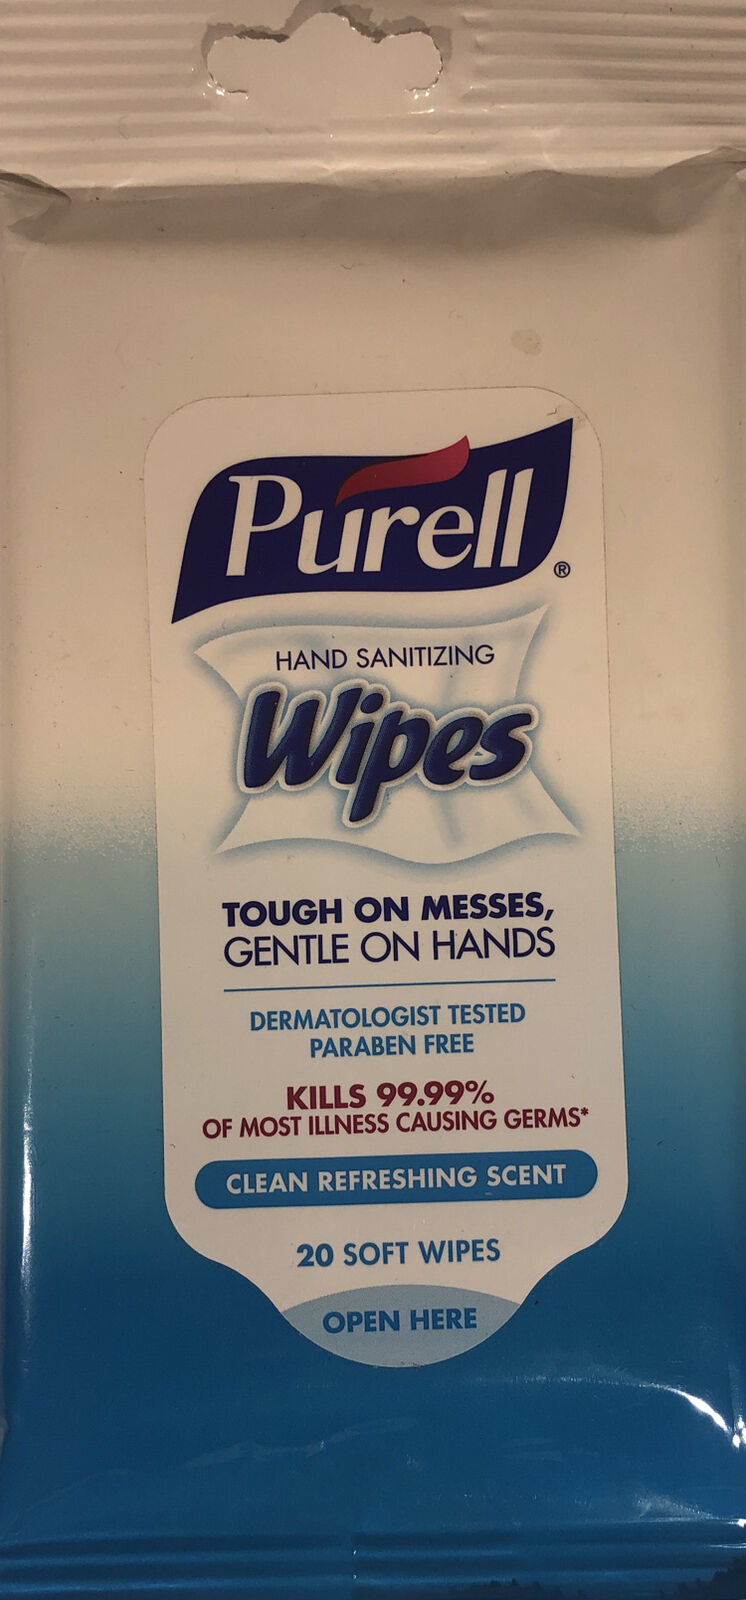 Purell®
HAND SANITIZING
Wipes
TOUGH ON MESSES,
GENTLE ON HANDS
DERMATOLOGIST TESTED
PARABEN FREE
KILLS 99.99%
OF MOST ILLNESS CAUSING GERMS*
CLEAN REFRESHING SCENT
20 SOFT WIPES
OPEN HERE